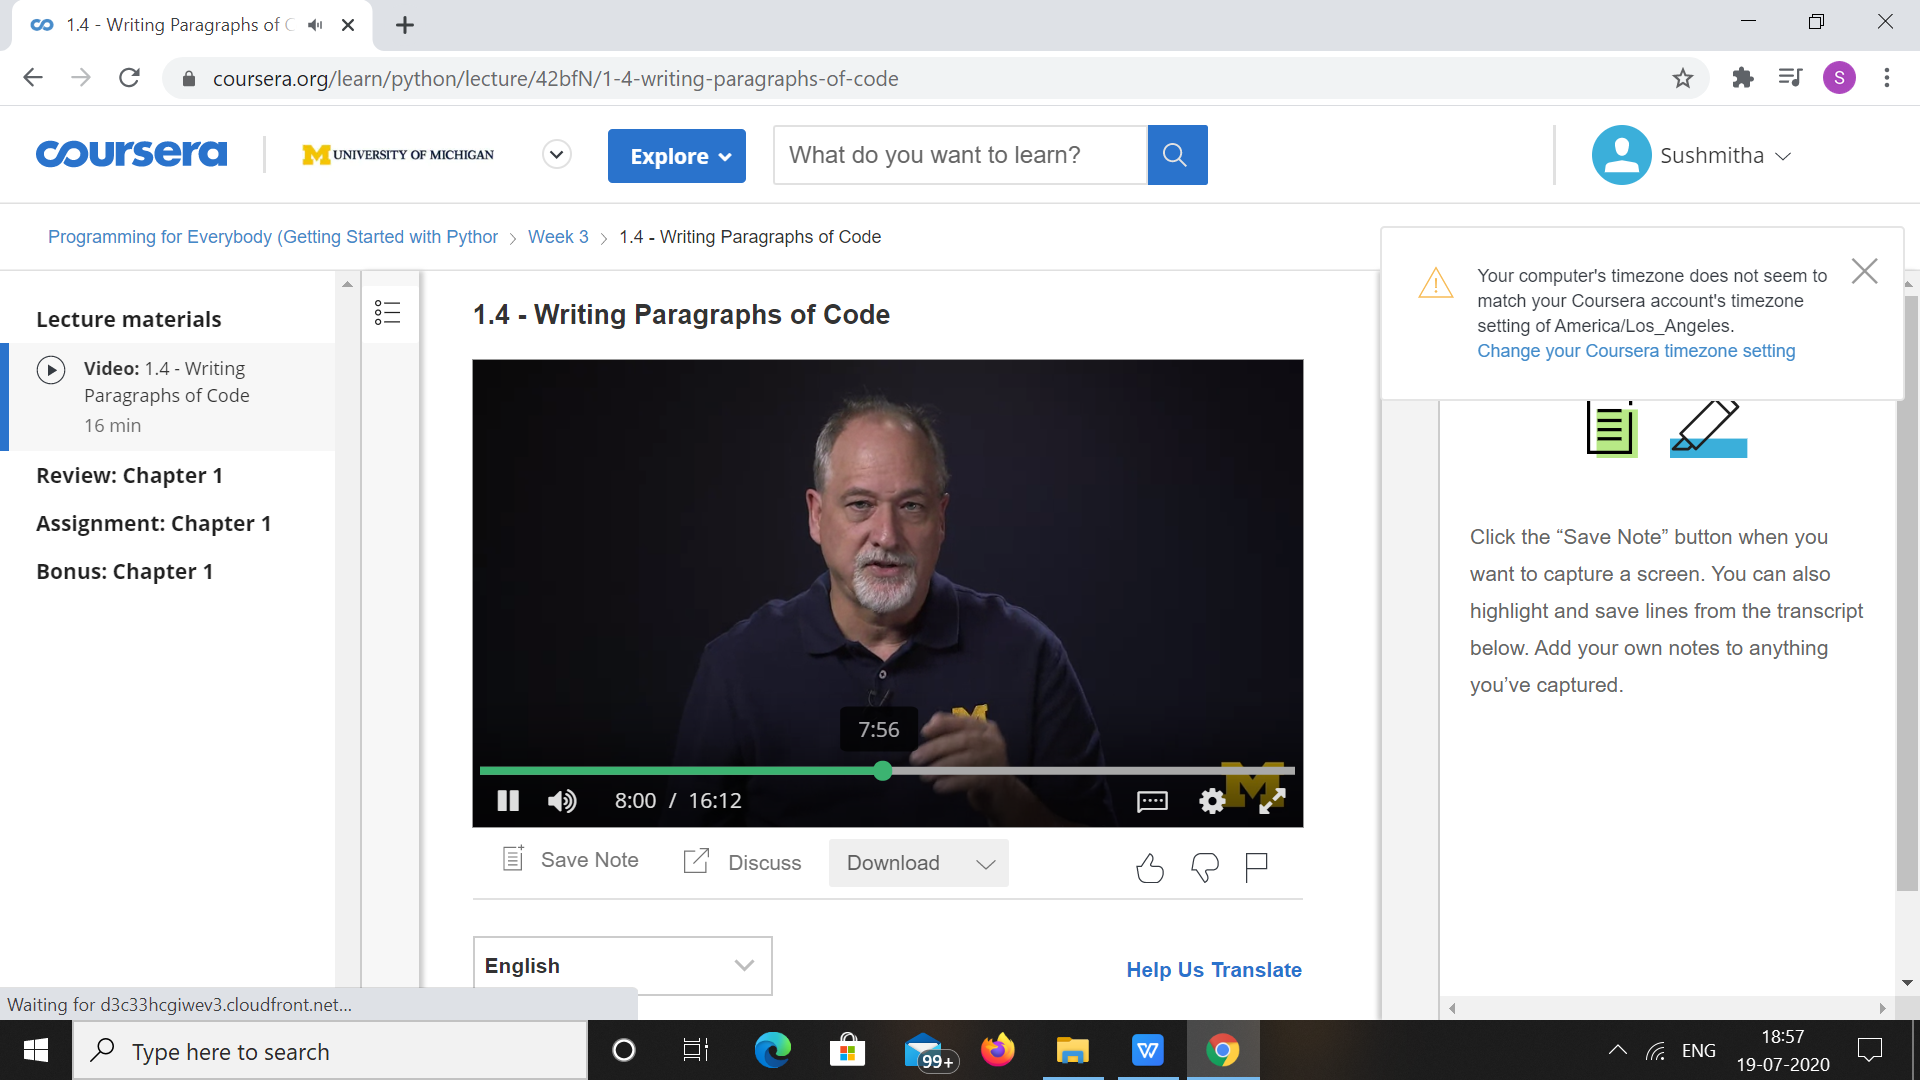 1.4 - Writing Paragraphs of C
coursera.org/learn/python/lecture/42bfN/1-4-writing-paragraphs-of-code
S
coursera
M UNIVERSITY OF MICHIGAN
Explore
What do you want to learn?
Sushmitha
Programming for Everybody (Getting Started with Python
Week 3
1.4 - Writing Paragraphs of Code
Your computer's timezone does not seem to
match your Coursera account's timezone
setting of America/Los_Angeles.
Change your Coursera timezone setting
Lecture materials
Video: 1.4 - Writing
Paragraphs of Code
16 min
Review: Chapter 1
Assignment: Chapter 1
Bonus: Chapter 1
1.4 - Writing Paragraphs of Code
M
7:56
M
8:00 / 16:12
Save Note
Discuss
Download
English
Help Us Translate
Click the “Save Note” button when you
want to capture a screen. You can also
highlight and save lines from the transcript
below. Add your own notes to anything
you’ve captured.
Waiting for d3c33hcgiwev3.cloudfront.net...
Type here to search
99+
W
ENG
18:57
19-07-2020